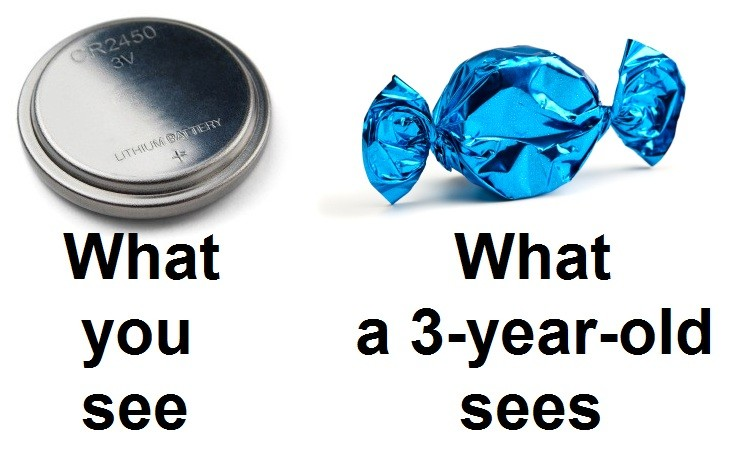 CR2450
3V
LITHIUM BATTERY
+
What
you
see
What
a 3-year-old
sees